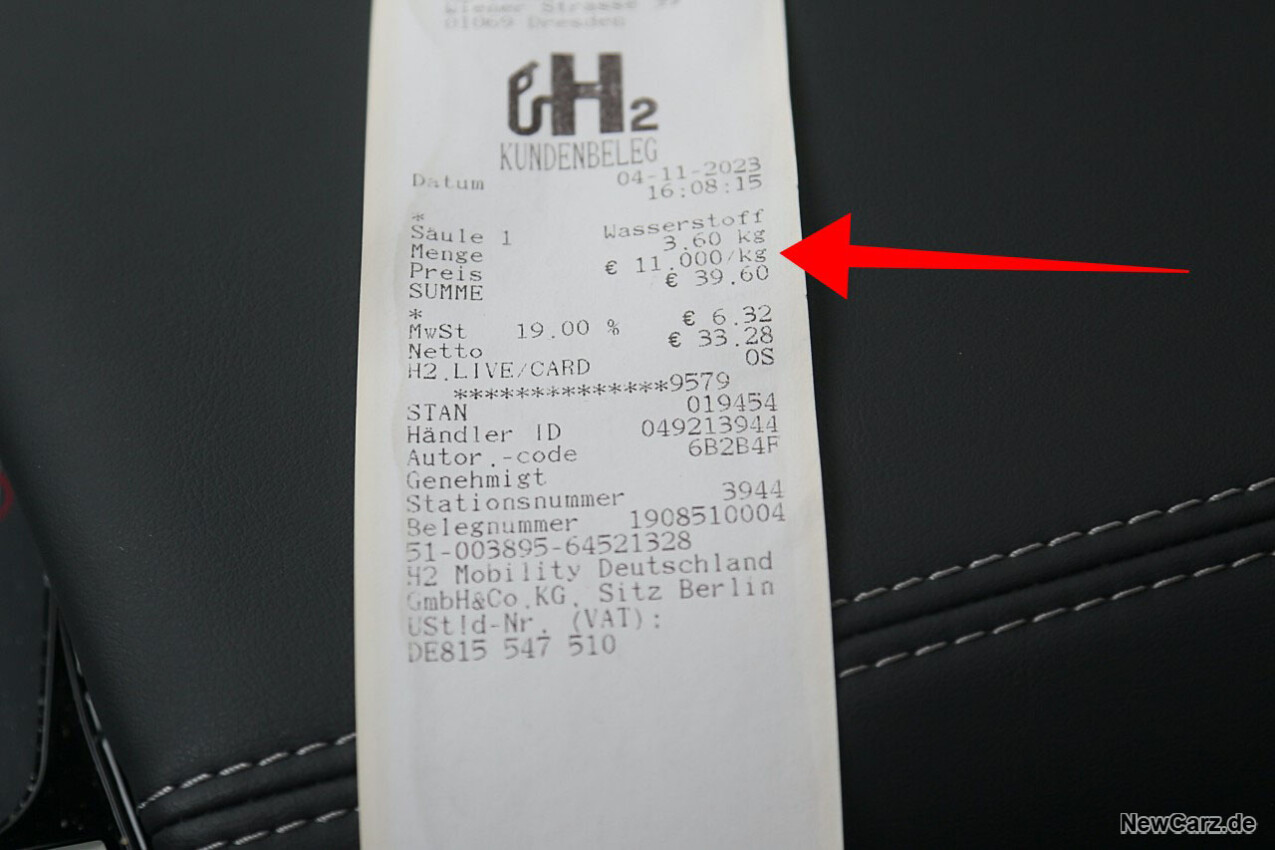 Wiener Strasse 39
01069 Dresden
H2
KUNDENBELEG
Datum 04-11-2023
16:08:15
*
Säule 1 Wasserstoff
Menge 3.60 kg
Preis € 11.000/kg
SUMME € 39.60
*
MwSt 19.00 % € 6.32
Netto € 33.28
H2.LIVE/CARD 0S
**************9579
STAN 019454
Händler ID 049213944
Autor.-code 6B2B4F
Genehmigt
Stationsnummer 3944
Belegnummer 1908510004
51-003895-64521328
H2 Mobility Deutschland
GmbH&Co.KG, Sitz Berlin
UStId-Nr. (VAT):
DE815 547 510
NewCarz.de